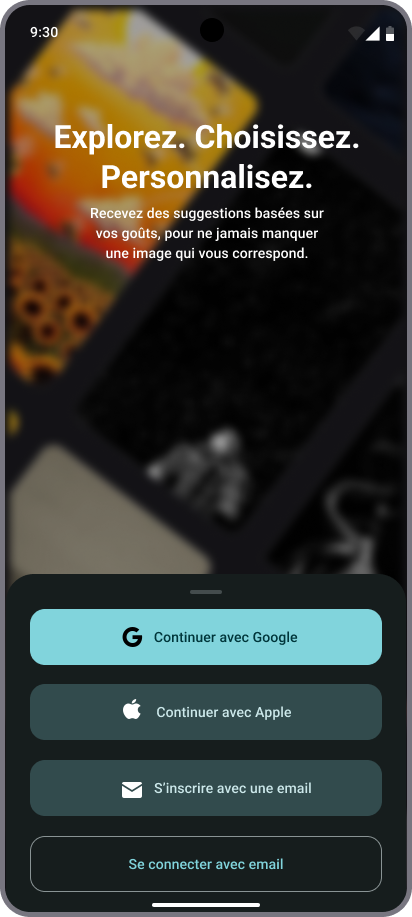 9:30
Explorez. Choisissez.
Personnalisez.
Recevez des suggestions basées sur
vos goûts, pour ne jamais manquer
une image qui vous correspond.
Continuer avec Google
Continuer avec Apple
S’inscrire avec une email
Se connecter avec email